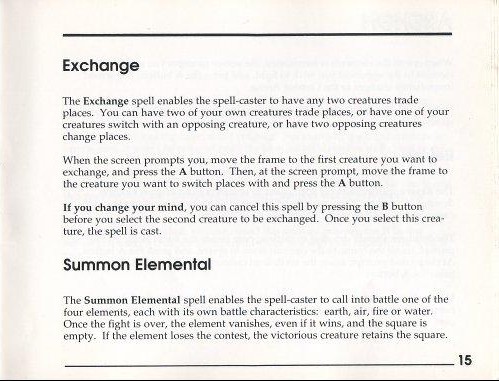 Exchange
The Exchange spell enables the spell-caster to have any two creatures trade
places. You can have two of your own creatures trade places, or have one of your
creatures switch with an opposing creature, or have two opposing creatures
change places.
When the screen prompts you, move the frame to the first creature you want to
exchange, and press the A button. Then, at the screen prompt, move the frame to
the creature you want to switch places with and press the A button.
If you change your mind, you can cancel this spell by pressing the B button
before you select the second creature to be exchanged. Once you select this crea-
ture, the spell is cast.
Summon Elemental
The Summon Elemental spell enables the spell-caster to call into battle one of the
four elements, each with its own battle characteristics: earth, air, fire or water.
Once the fight is over, the element vanishes, even if it wins, and the square is
empty. If the element loses the contest, the victorious creature retains the square.
15